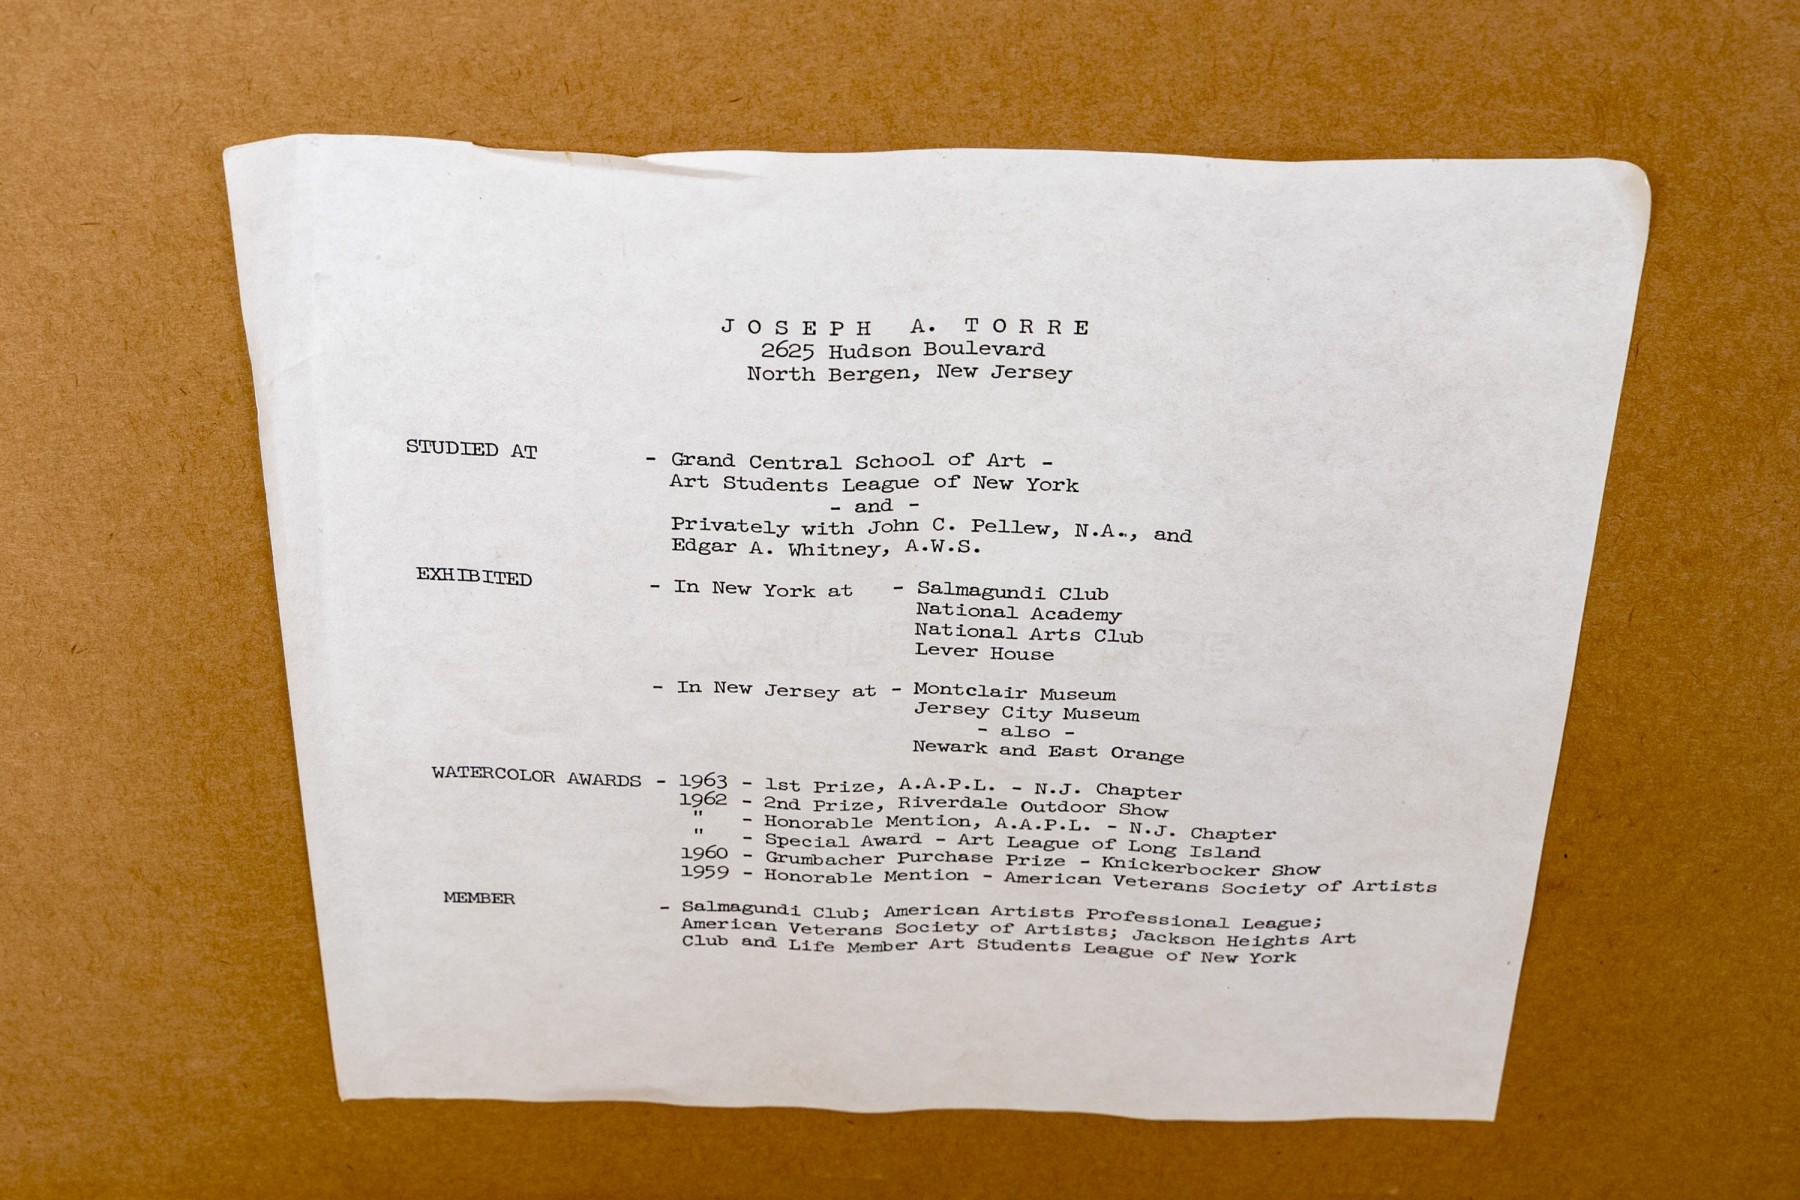 JOSEPH A. TORRE
2625 Hudson Boulevard
North Bergen, New Jersey
STUDIED AT - Grand Central School of Art -
Art Students League of New York
- and -
Privately with John C. Pellew, N.A., and
Edgar A. Whitney, A.W.S.
EXHIBITED - In New York at - Salmagundi Club
National Academy
National Arts Club
Lever House
- In New Jersey at - Montclair Museum
Jersey City Museum
- also -
Newark and East Orange
WATERCOLOR AWARDS - 1963 - 1st Prize, A.A.P.L. - N.J. Chapter
1962 - 2nd Prize, Riverdale Outdoor Show
" - Honorable Mention, A.A.P.L. - N.J. Chapter
" - Special Award - Art League of Long Island
1960 - Grumbacher Purchase Prize - Knickerbocker Show
1959 - Honorable Mention - American Veterans Society of Artists
MEMBER - Salmagundi Club; American Artists Professional League;
American Veterans Society of Artists; Jackson Heights Art
Club and Life Member Art Students League of New York